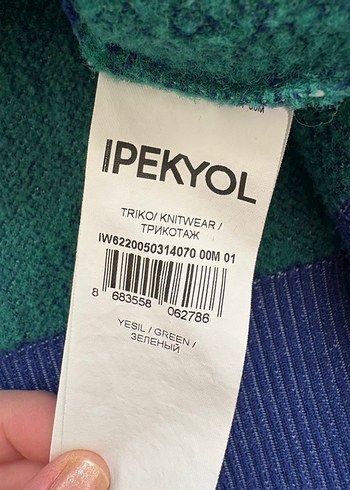 IPEKYOL
TRIKO/ KNITWEAR /
ТРИКОТАЖ
IW6220050314070 00M 01
8 683558 062786
YESIL / GREEN /
ЗЕЛЕНЫЙ